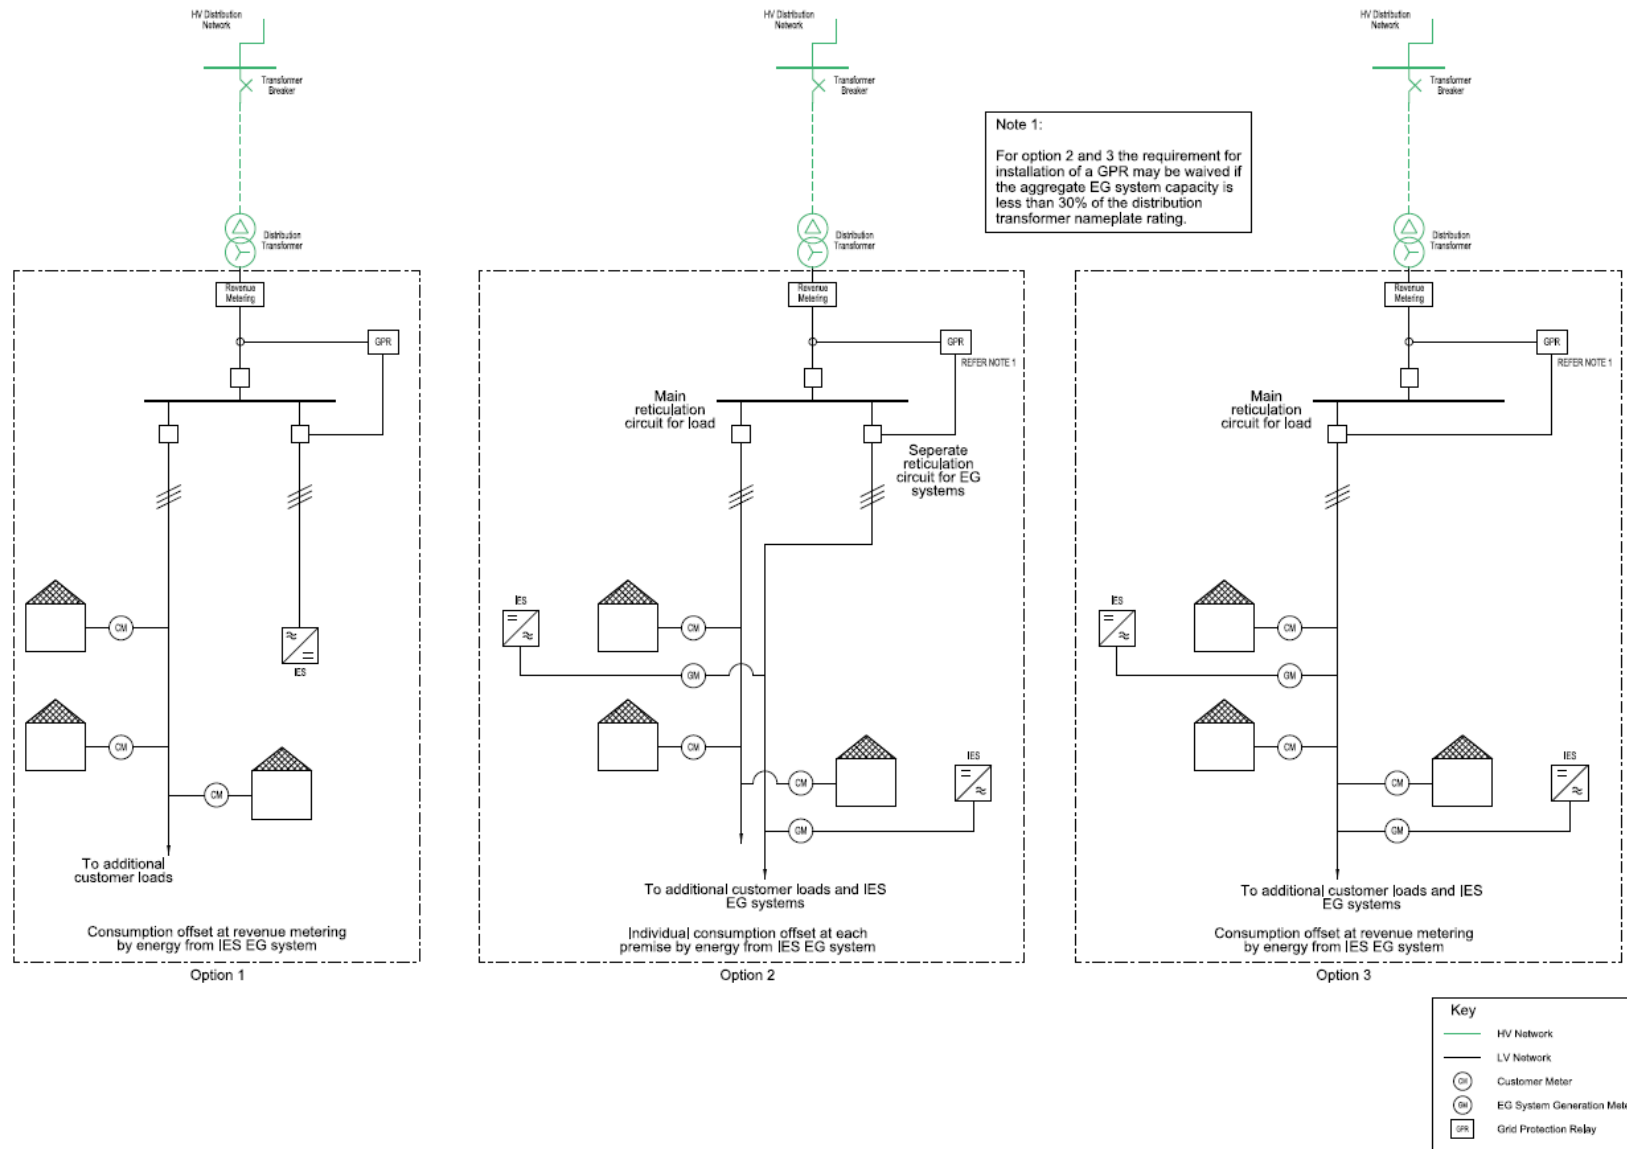 HV Distribution
Network
Transformer
Breaker
Distribution
Transformer
Revenue
Metering
GPR
CM
IES
CM
CM
To additional
customer loads
Consumption offset at revenue metering
by energy from IES EG system
Option 1
HV Distribution
Network
Transformer
Breaker
Distribution
Transformer
Revenue
Metering
GPR
REFER NOTE 1
Main
reticulation
circuit for load
Seperate
reticulation
circuit for EG
systems
IES
CM
GM
CM
IES
CM
GM
To additional customer loads and IES
EG systems
Individual consumption offset at each
premise by energy from IES EG system
Option 2
Note 1:
For option 2 and 3 the requirement for
installation of a GPR may be waived if
the aggregate EG system capacity is
less than 30% of the distribution
transformer nameplate rating.
HV Distribution
Network
Transformer
Breaker
Distribution
Transformer
Revenue
Metering
GPR
REFER NOTE 1
Main
reticulation
circuit for load
IES
CM
GM
CM
IES
CM
GM
To additional customer loads and IES
EG systems
Consumption offset at revenue metering
by energy from IES EG system
Option 3
Key
HV Network
LV Network
CM Customer Meter
GM EG System Generation Mete
GPR Grid Protection Relay